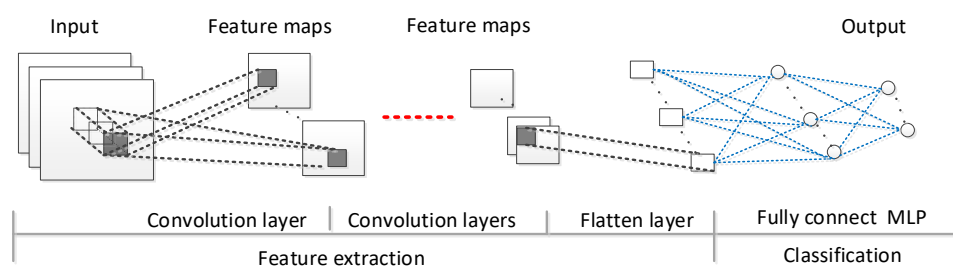 Input
Feature maps
Feature maps
Output
Convolution layer
Convolution layers
Flatten layer
Fully connect MLP
Feature extraction
Classification